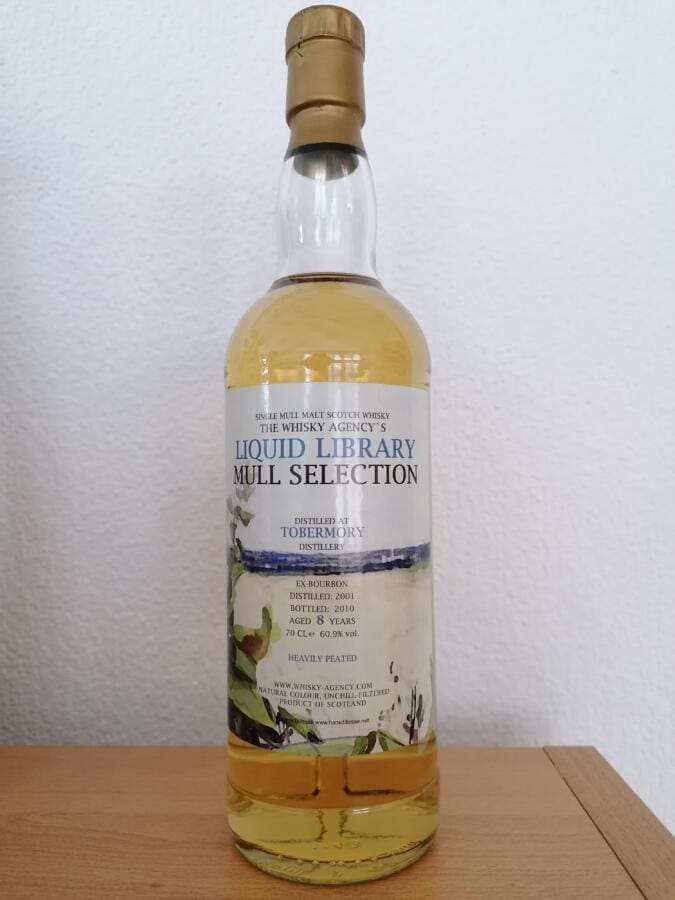 SINGLE MULL MALT SCOTCH WHISKY
THE WHISKY AGENCY`S
LIQUID LIBRARY
MULL SELECTION
DISTILLED AT
TOBERMORY
DISTILLERY
EX-BOURBON
DISTILLED: 2001
BOTTLED: 2010
AGED 8 YEARS
70 CL e 60.9% vol.
HEAVILY PEATED
WWW.WHISKY-AGENCY.COM
NATURAL COLOUR, UNCHILL-FILTERED
PRODUCT OF SCOTLAND